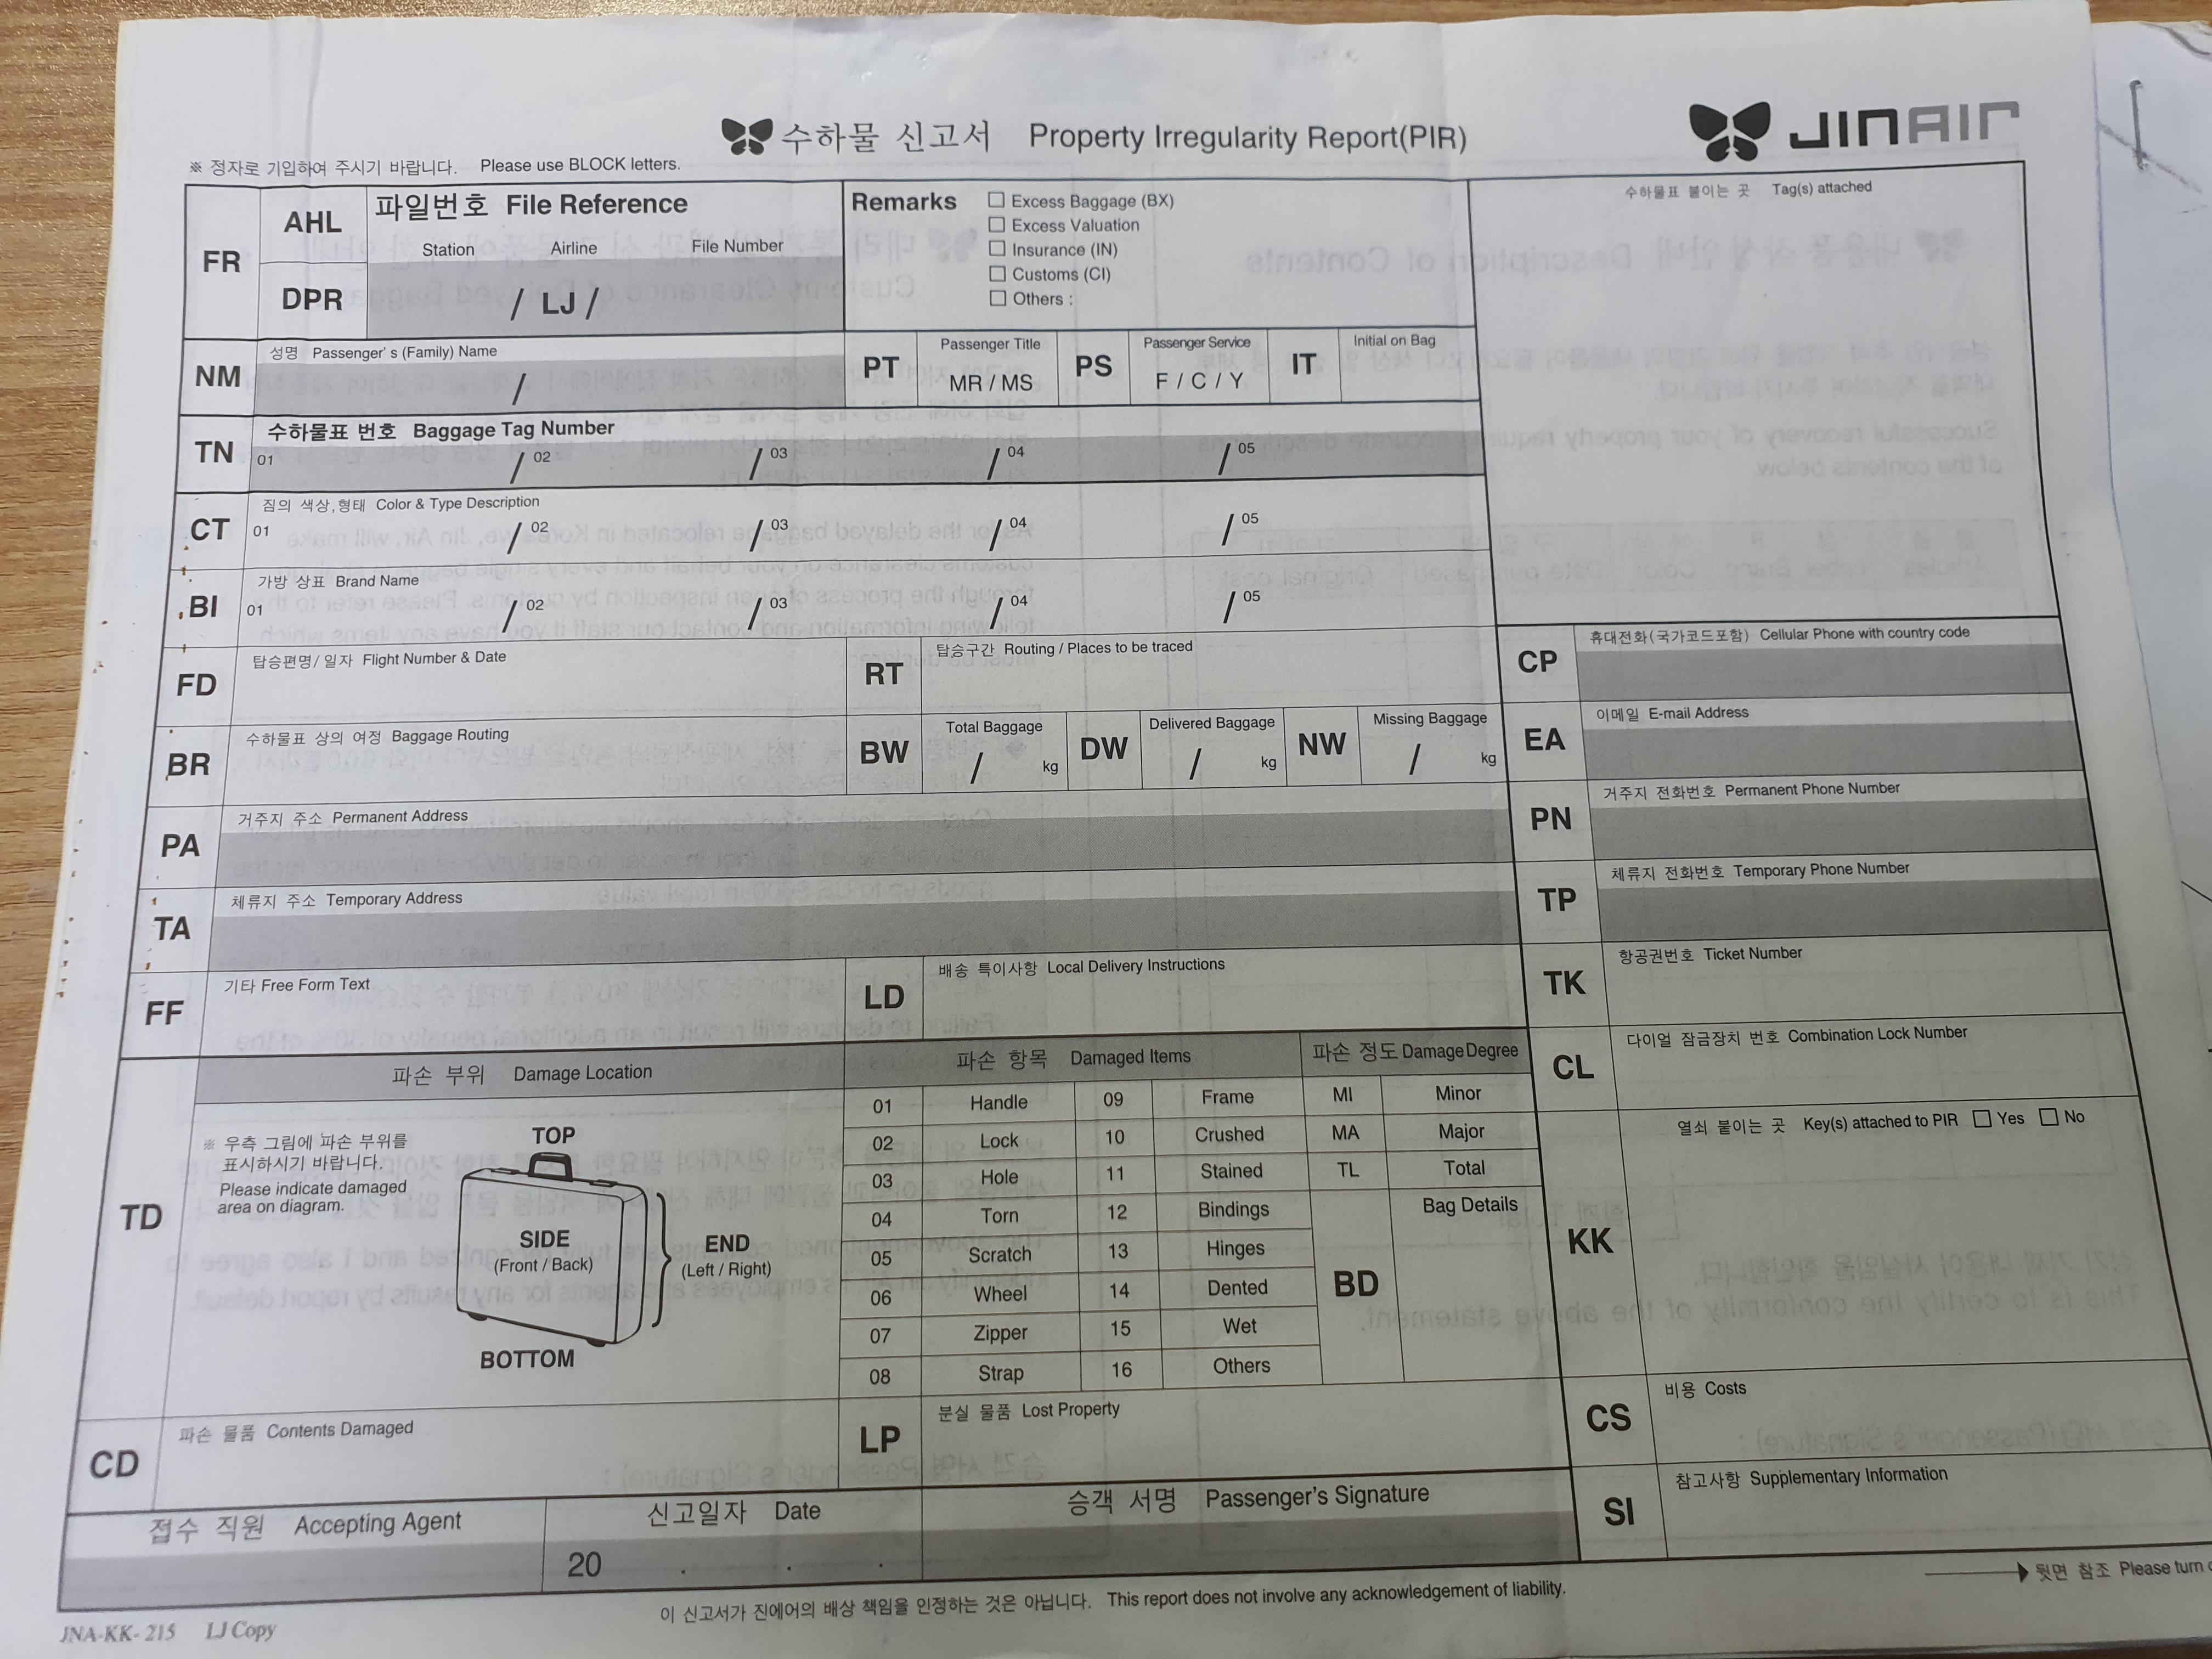 수하물 신고서 Property Irregularity Report(PIR)
JINAIR
※ 정자로 기입하여 주시기 바랍니다. Please use BLOCK letters.
FR
AHL
DPR
파일번호 File Reference
Station Airline File Number
/ LJ /
Remarks
Excess Baggage (BX)
Excess Valuation
Insurance (IN)
Customs (CI)
Others :
수하물표 붙이는 곳 Tag(s) attached
NM
성명 Passenger's (Family) Name
/
PT
Passenger Title
MR / MS
PS
Passenger Service
F / C / Y
IT
Initial on Bag
TN
수하물표 번호 Baggage Tag Number
01 / 02 / 03 / 04 / 05
CT
짐의 색상,형태 Color & Type Description
01 / 02 / 03 / 04 / 05
BI
가방 상표 Brand Name
01 / 02 / 03 / 04 / 05
FD
탑승편명/ 일자 Flight Number & Date
RT
탑승구간 Routing / Places to be traced
CP
휴대전화(국가코드포함) Cellular Phone with country code
BR
수하물표 상의 여정 Baggage Routing
BW
Total Baggage
/ kg
DW
Delivered Baggage
/ kg
NW
Missing Baggage
/ kg
EA
이메일 E-mail Address
PA
거주지 주소 Permanent Address
PN
거주지 전화번호 Permanent Phone Number
TA
체류지 주소 Temporary Address
TP
체류지 전화번호 Temporary Phone Number
FF
기타 Free Form Text
LD
배송 특이사항 Local Delivery Instructions
TK
항공권번호 Ticket Number
TD
파손 부위 Damage Location
※ 우측 그림에 파손 부위를
표시하시기 바랍니다.
Please indicate damaged
area on diagram.
TOP
SIDE
(Front / Back)
END
(Left / Right)
BOTTOM
파손 항목 Damaged Items
파손 정도 Damage Degree
01 Handle 09 Frame MI Minor
02 Lock 10 Crushed MA Major
03 Hole 11 Stained TL Total
04 Torn 12 Bindings
05 Scratch 13 Hinges
06 Wheel 14 Dented
07 Zipper 15 Wet
08 Strap 16 Others
BD
Bag Details
CL
다이얼 잠금장치 번호 Combination Lock Number
KK
열쇠 붙이는 곳 Key(s) attached to PIR Yes No
CD
파손 물품 Contents Damaged
LP
분실 물품 Lost Property
CS
비용 Costs
SI
참고사항 Supplementary Information
접수 직원 Accepting Agent
신고일자 Date
20 . . .
승객 서명 Passenger's Signature
이 신고서가 진에어의 배상 책임을 인정하는 것은 아닙니다. This report does not involve any acknowledgement of liability.
뒷면 참조 Please turn
JNA-KK-215 LJ Copy